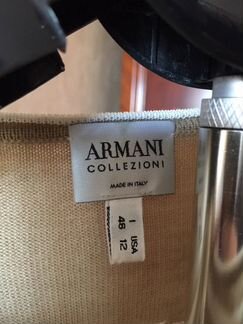 ARMANI
COLLEZIONI
MADE IN ITALY
I USA
46 12